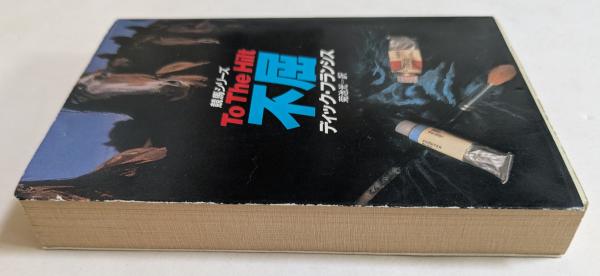 競馬シリーズ
To The Hilt
不屈
ディック・フランシス
菊池光=訳